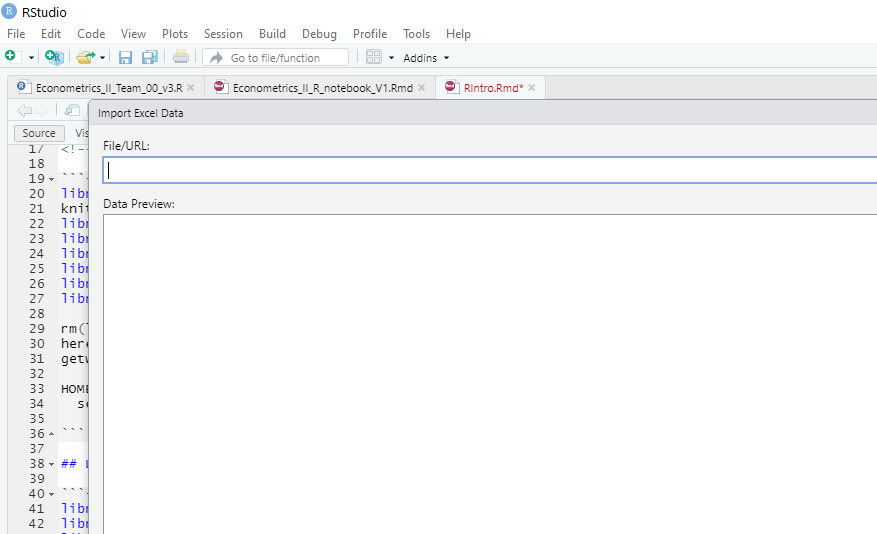 RStudio
File Edit Code View Plots Session Build Debug Profile Tools Help
Go to file/function Addins
Econometrics_II_Team_00_v3.R Econometrics_II_R_notebook_V1.Rmd RIntro.Rmd*
Import Excel Data
Source Vis
File/URL:
Data Preview:
17 <!--
18
19 ```
20 libr
21 knit
22 libr
23 libr
24 libr
25 libr
26 libr
27 libr
28
29 rm(
30 here
31 getw
32
33 HOME
34 se
35
36 ```
37
38 ## L
39
40 ```
41 libr
42 libr